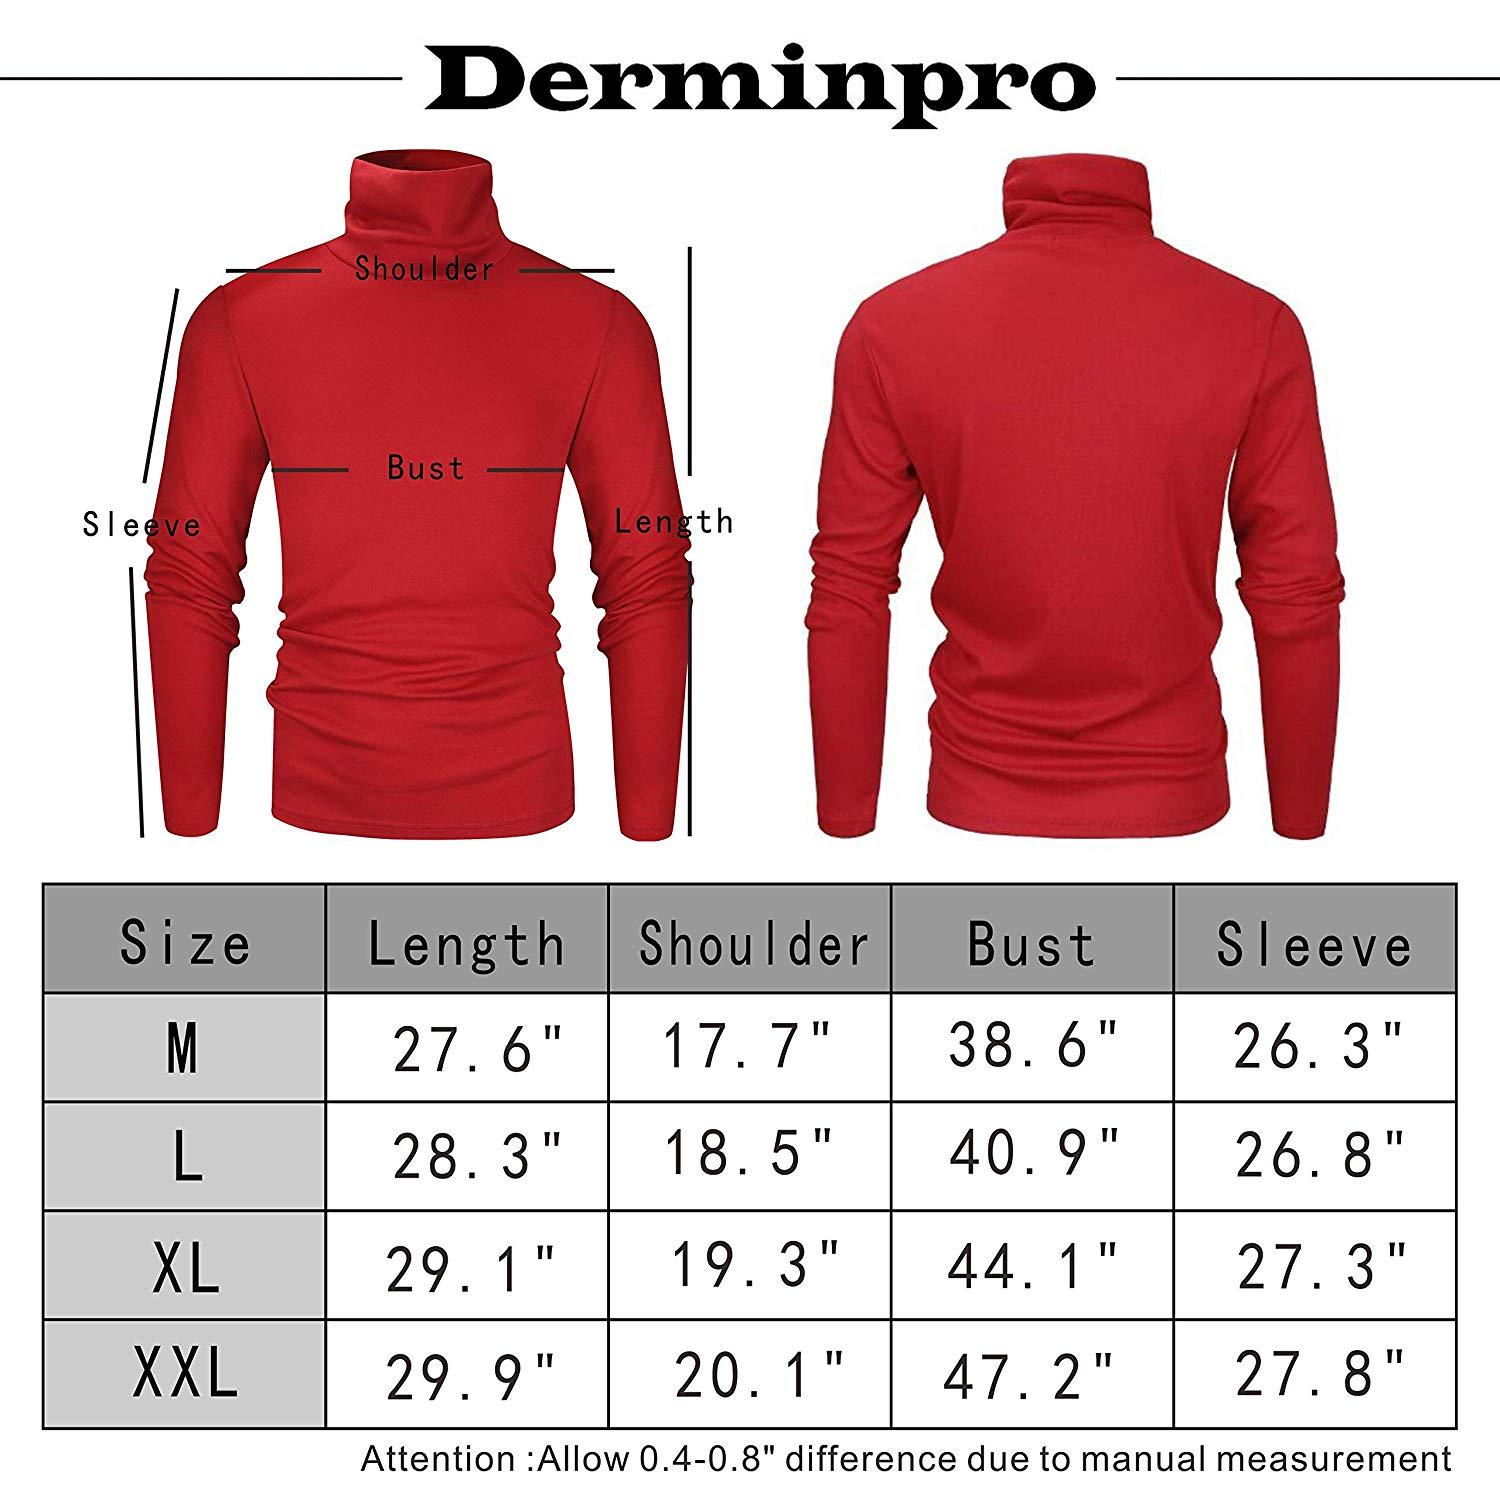 Derminpro
Shoulder
Bust
Sleeve
Length
Size Length Shoulder Bust Sleeve
M 27.6" 17.7" 38.6" 26.3"
L 28.3" 18.5" 40.9" 26.8"
XL 29.1" 19.3" 44.1" 27.3"
XXL 29.9" 20.1" 47.2" 27.8"
Attention :Allow 0.4-0.8" difference due to manual measurement